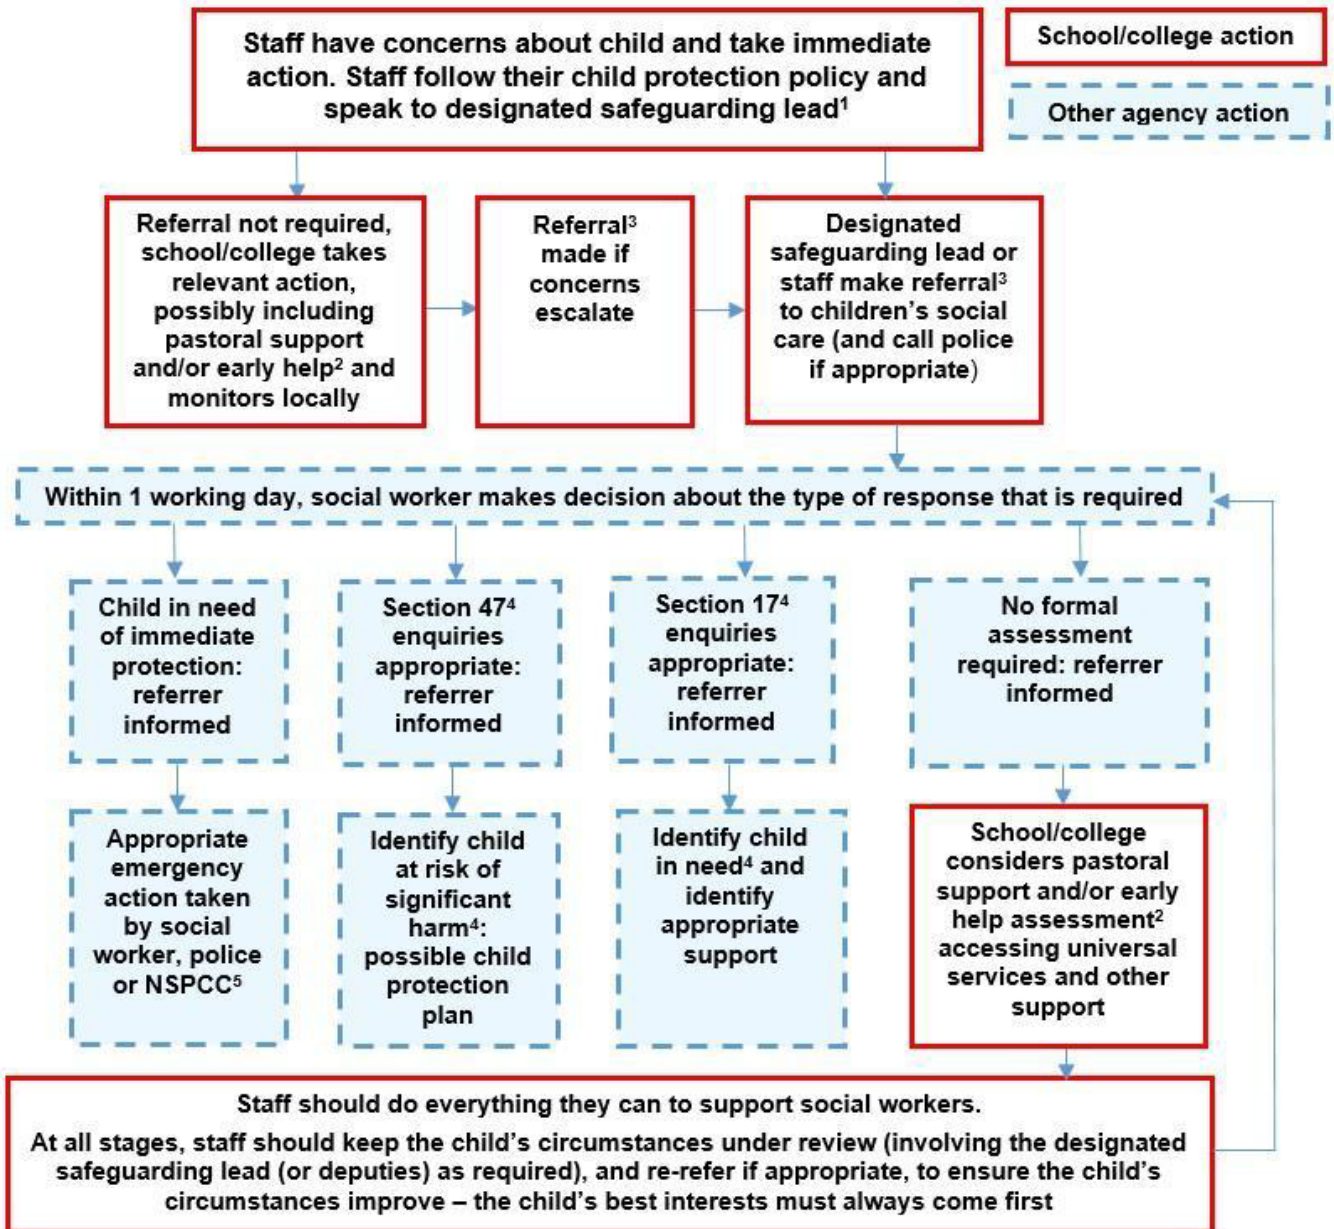 Staff have concerns about child and take immediate
action. Staff follow their child protection policy and
speak to designated safeguarding lead¹
School/college action
Other agency action
Referral not required,
school/college takes
relevant action,
possibly including
pastoral support
and/or early help² and
monitors locally
Referral³
made if
concerns
escalate
Designated
safeguarding lead or
staff make referral³
to children’s social
care (and call police
if appropriate)
Within 1 working day, social worker makes decision about the type of response that is required
Child in need
of immediate
protection:
referrer
informed
Section 47⁴
enquiries
appropriate:
referrer
informed
Section 17⁴
enquiries
appropriate:
referrer
informed
No formal
assessment
required: referrer
informed
Appropriate
emergency
action taken
by social
worker, police
or NSPCC⁵
Identify child
at risk of
significant
harm⁴:
possible child
protection
plan
Identify child
in need⁴ and
identify
appropriate
support
School/college
considers pastoral
support and/or early
help assessment²
accessing universal
services and other
support
Staff should do everything they can to support social workers.
At all stages, staff should keep the child’s circumstances under review (involving the designated
safeguarding lead (or deputies) as required), and re-refer if appropriate, to ensure the child’s
circumstances improve – the child’s best interests must always come first